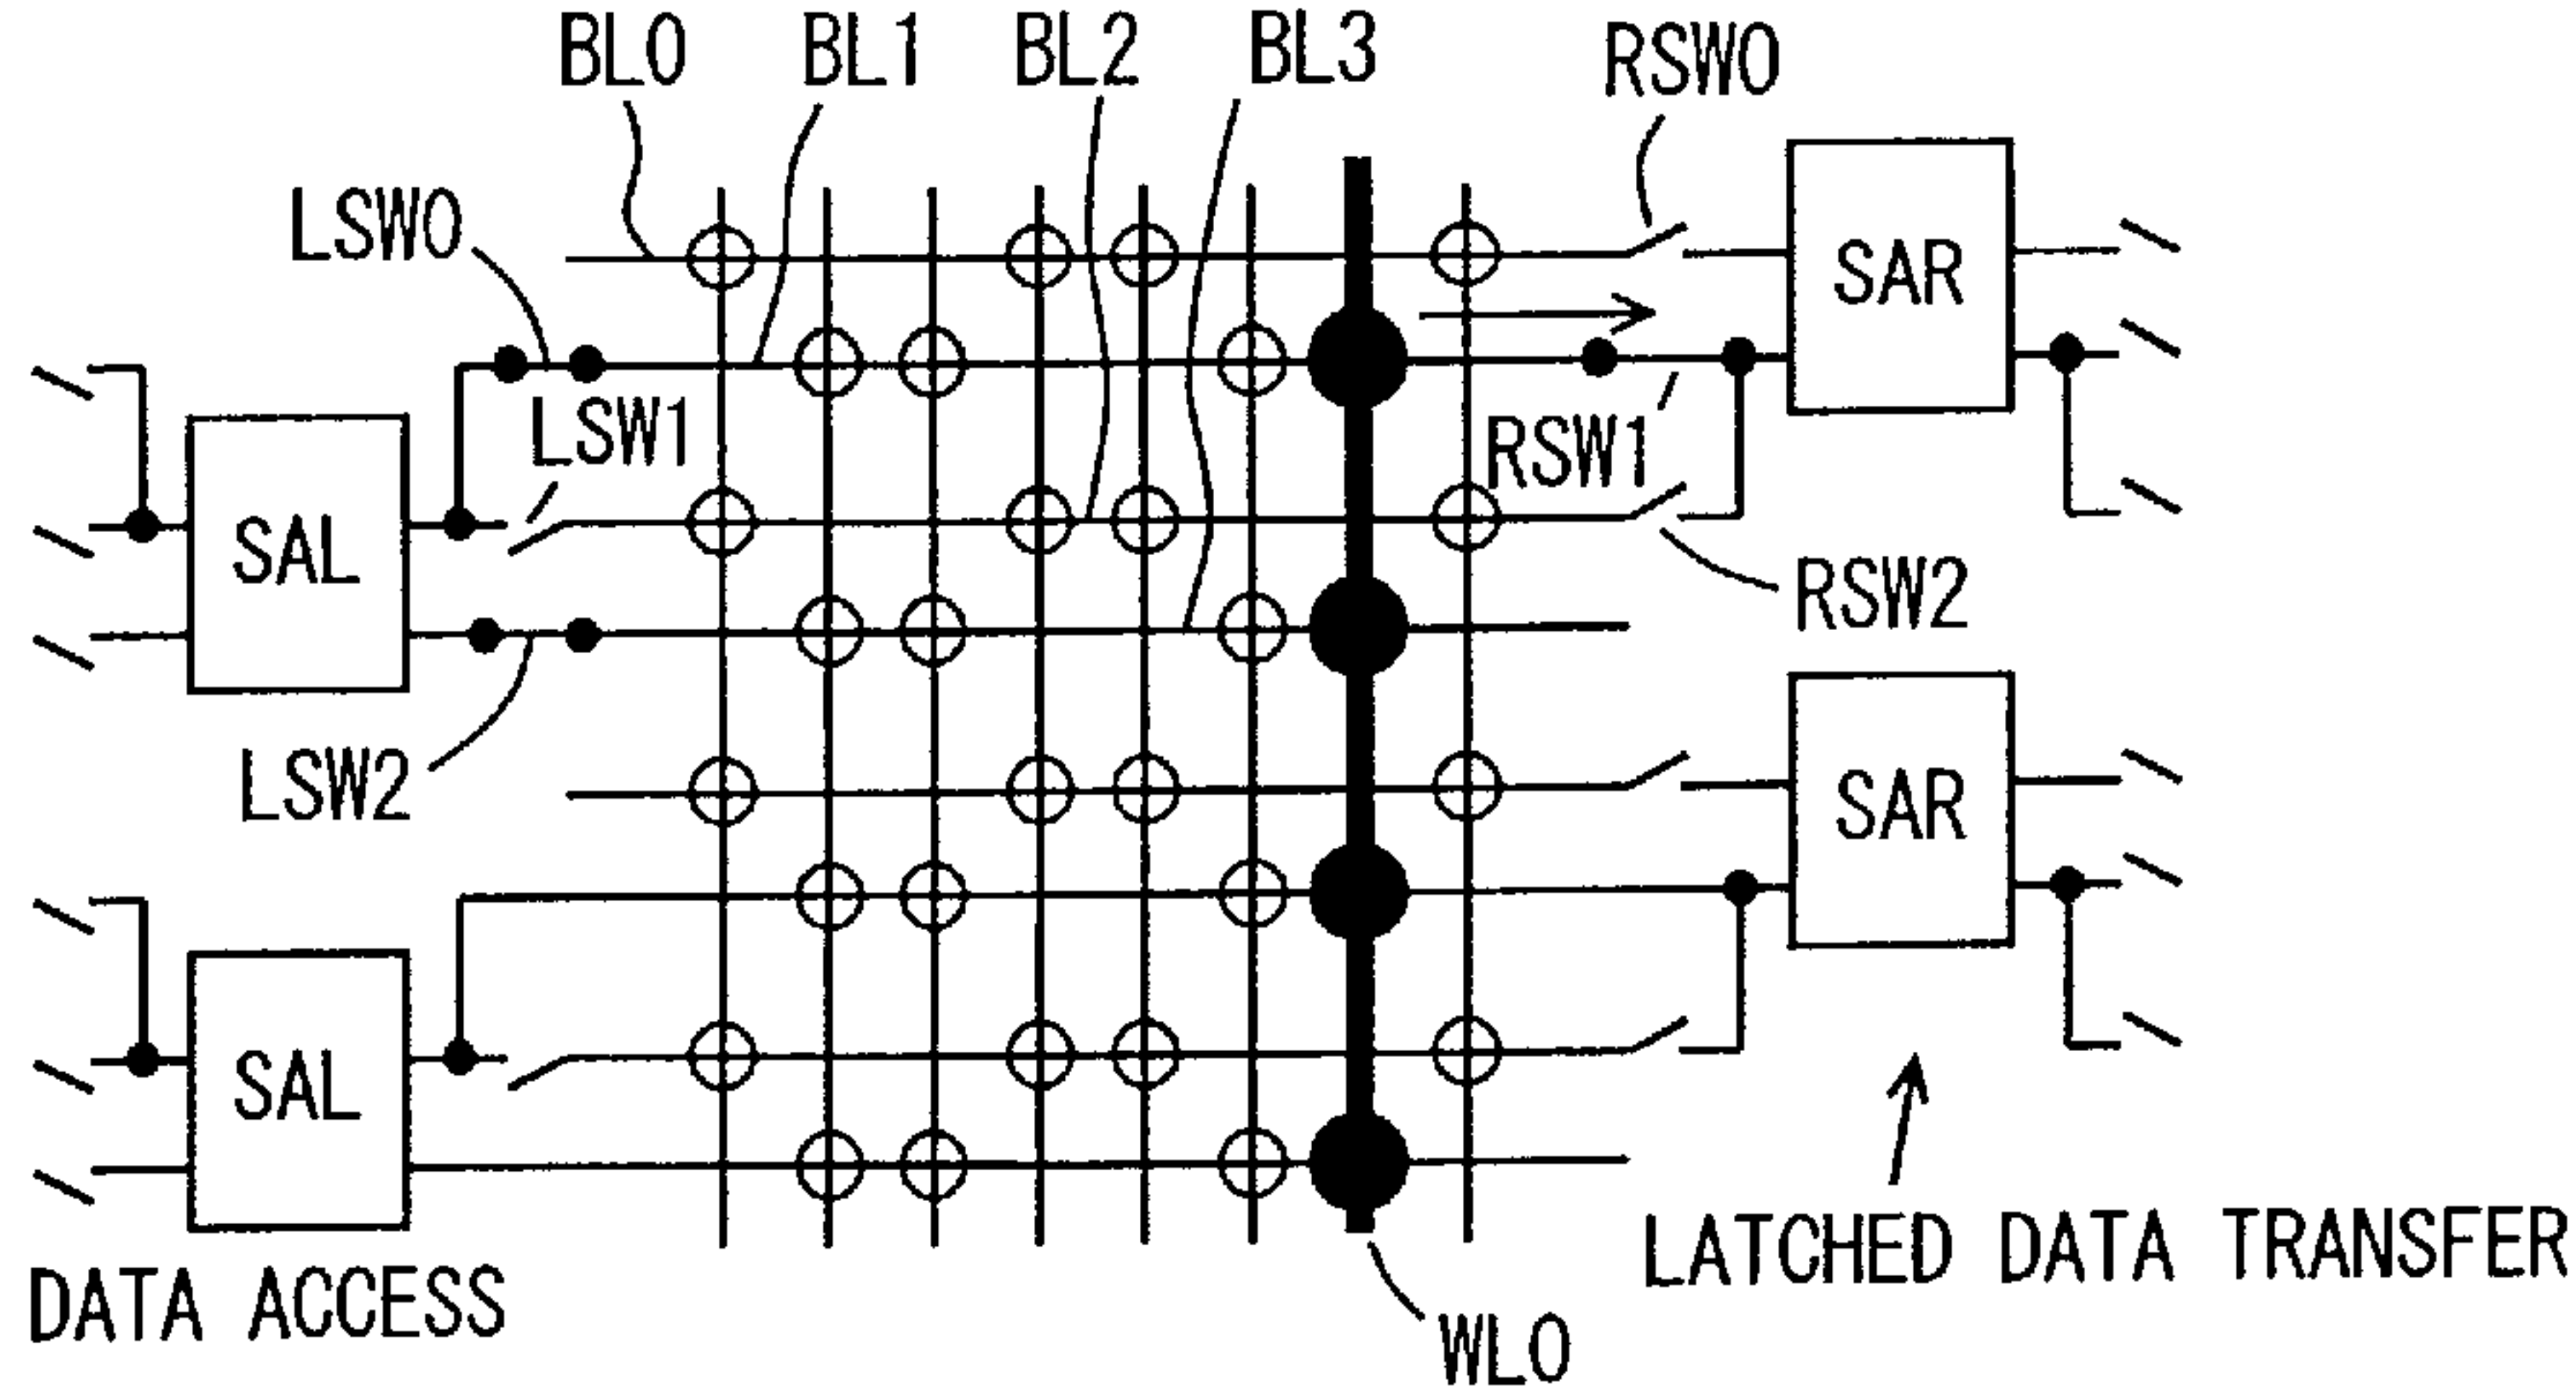 BL0
BL1
BL2
BL3
RSW0
LSW0
SAR
LSW1
RSW1
SAL
RSW2
LSW2
SAR
SAL
LATCHED DATA TRANSFER
DATA ACCESS
WL0